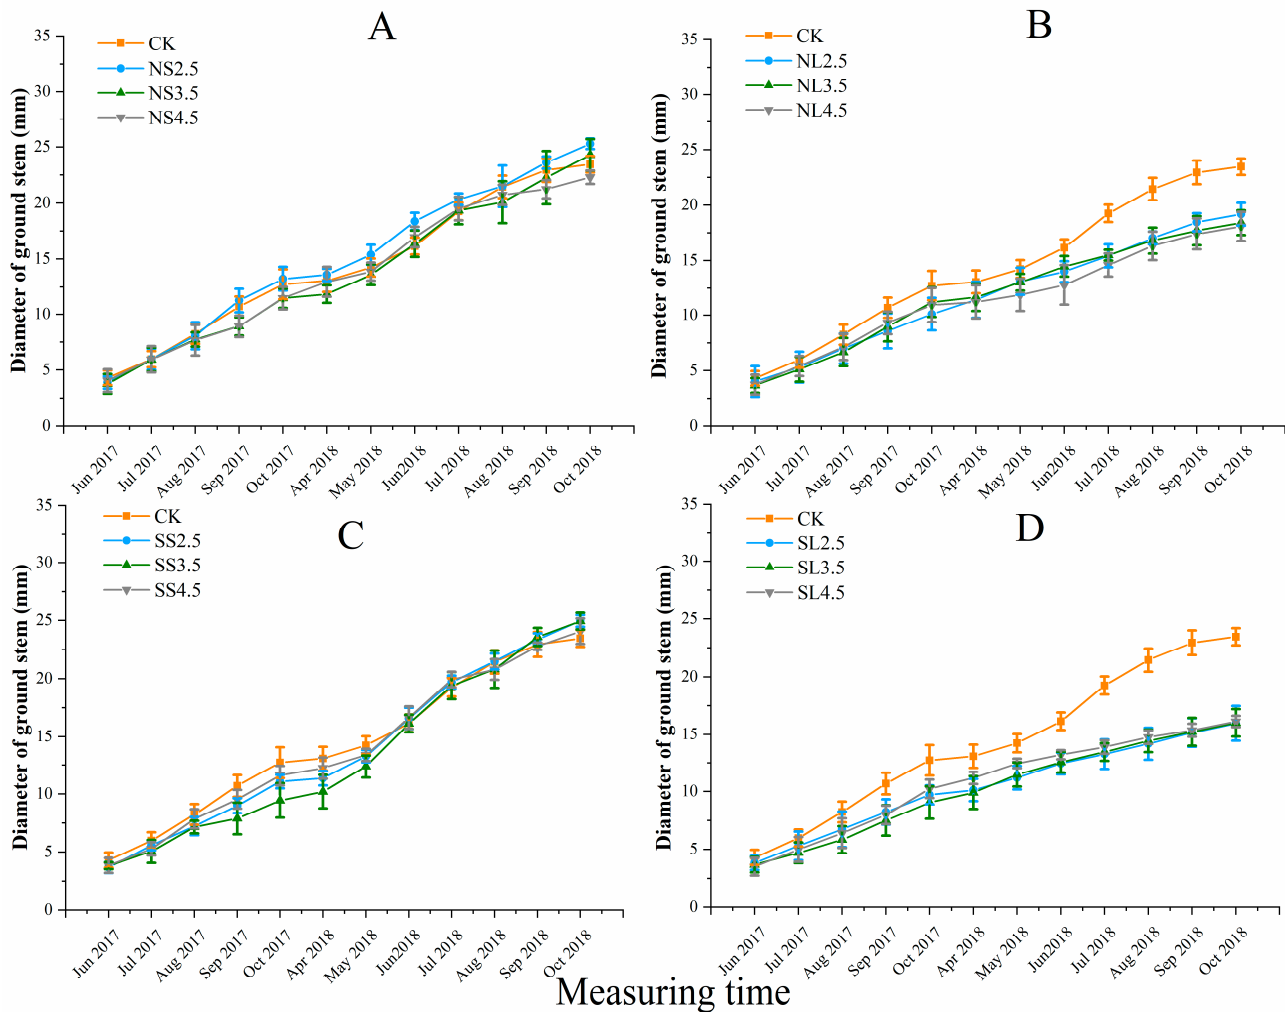 A
CK
NS2.5
NS3.5
NS4.5
Diameter of ground stem (mm)
35
30
25
20
15
10
5
0
Jun 2017
Jul 2017
Aug 2017
Sep 2017
Oct 2017
Apr 2018
May 2018
Jun2018
Jul 2018
Aug 2018
Sep 2018
Oct 2018
B
CK
NL2.5
NL3.5
NL4.5
Diameter of ground stem (mm)
35
30
25
20
15
10
5
0
Jun 2017
Jul 2017
Aug 2017
Sep 2017
Oct 2017
Apr 2018
May 2018
Jun2018
Jul 2018
Aug 2018
Sep 2018
Oct 2018
C
CK
SS2.5
SS3.5
SS4.5
Diameter of ground stem (mm)
35
30
25
20
15
10
5
0
Jun 2017
Jul 2017
Aug 2017
Sep 2017
Oct 2017
Apr 2018
May 2018
Jun2018
Jul 2018
Aug 2018
Sep 2018
Oct 2018
D
CK
SL2.5
SL3.5
SL4.5
Diameter of ground stem (mm)
35
30
25
20
15
10
5
0
Jun 2017
Jul 2017
Aug 2017
Sep 2017
Oct 2017
Apr 2018
May 2018
Jun2018
Jul 2018
Aug 2018
Sep 2018
Oct 2018
Measuring time